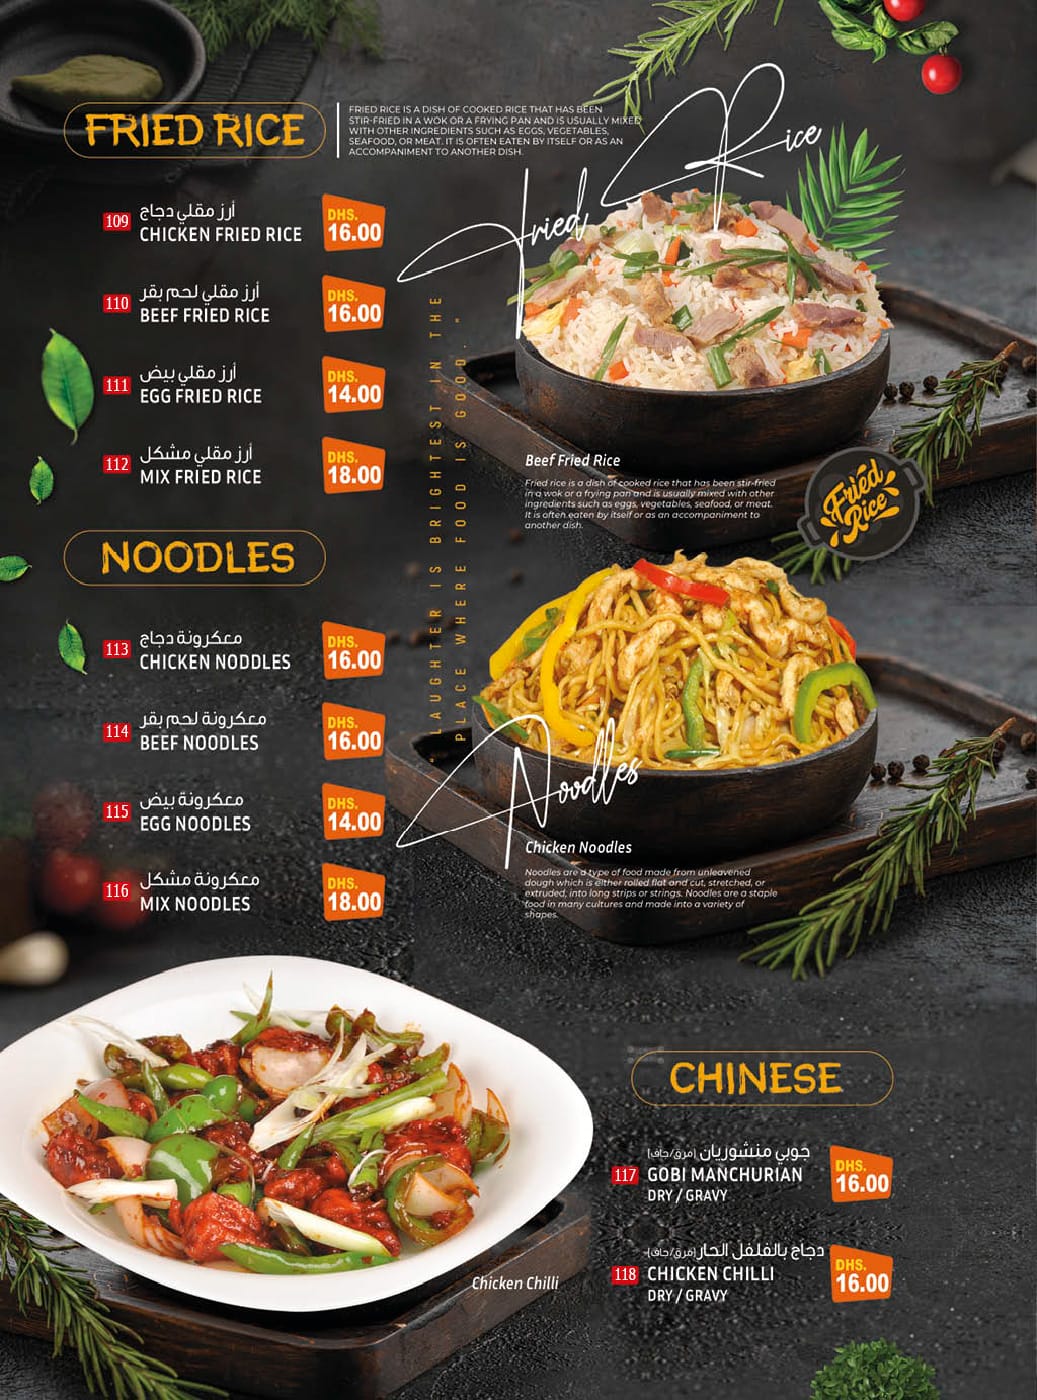 FRIED RICE
FRIED RICE IS A DISH OF COOKED RICE THAT HAS BEEN
STIR-FRIED IN A WOK OR A FRYING PAN AND IS USUALLY MIXED
WITH OTHER INGREDIENTS SUCH AS EGGS, VEGETABLES,
SEAFOOD, OR MEAT. IT IS OFTEN EATEN BY ITSELF OR AS AN
ACCOMPANIMENT TO ANOTHER DISH.
Fried Rice
109 أرز مقلي دجاج
CHICKEN FRIED RICE
DHS.
16.00
110 أرز مقلي لحم بقر
BEEF FRIED RICE
DHS.
16.00
111 أرز مقلي بيض
EGG FRIED RICE
DHS.
14.00
112 أرز مقلي مشكل
MIX FRIED RICE
DHS.
18.00
" LAUGHTER IS BRIGHTEST IN THE
PLACE WHERE FOOD IS GOOD. "
Beef Fried Rice
Fried rice is a dish of cooked rice that has been stir-fried
in a wok or a frying pan and is usually mixed with other
ingredients such as eggs, vegetables, seafood, or meat.
It is often eaten by itself or as an accompaniment to
another dish.
Fried
Rice
NOODLES
113 معكرونة دجاج
CHICKEN NODDLES
DHS.
16.00
114 معكرونة لحم بقر
BEEF NOODLES
DHS.
16.00
115 معكرونة بيض
EGG NOODLES
DHS.
14.00
116 معكرونة مشكل
MIX NOODLES
DHS.
18.00
Noodles
Chicken Noodles
Noodles are a type of food made from unleavened
dough which is either rolled flat and cut, stretched, or
extruded, into long strips or strings. Noodles are a staple
food in many cultures and made into a variety of
shapes.
Chicken Chilli
CHINESE
117 جوبي منشوريان (مرق/جاف)
GOBI MANCHURIAN
DRY / GRAVY
DHS.
16.00
118 دجاج بالفلفل الحار (مرق/جاف)
CHICKEN CHILLI
DRY / GRAVY
DHS.
16.00